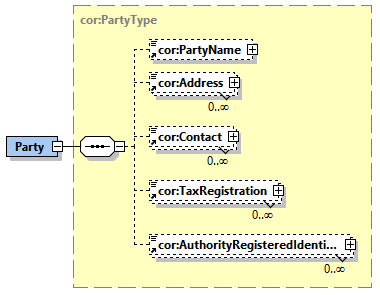 cor:PartyType
cor:PartyName
cor:Address
0..∞
Party
cor:Contact
0..∞
cor:TaxRegistration
0..∞
cor:AuthorityRegisteredIdenti...
0..∞